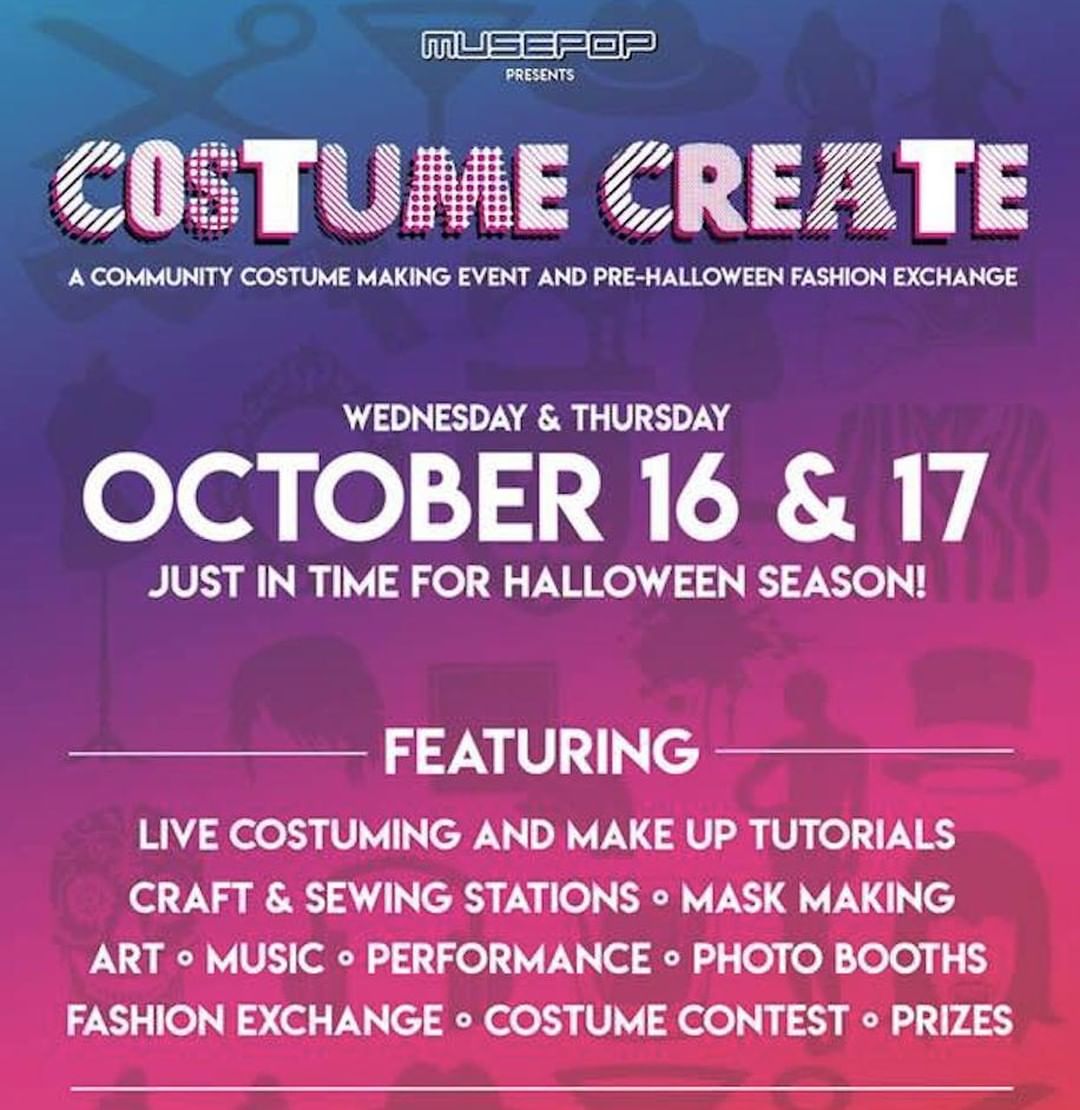 MUSEPOP
PRESENTS
COSTUME CREATE
A COMMUNITY COSTUME MAKING EVENT AND PRE-HALLOWEEN FASHION EXCHANGE
WEDNESDAY & THURSDAY
OCTOBER 16 & 17
JUST IN TIME FOR HALLOWEEN SEASON!
FEATURING
LIVE COSTUMING AND MAKE UP TUTORIALS
CRAFT & SEWING STATIONS ∘ MASK MAKING
ART ∘ MUSIC ∘ PERFORMANCE ∘ PHOTO BOOTHS
FASHION EXCHANGE ∘ COSTUME CONTEST ∘ PRIZES